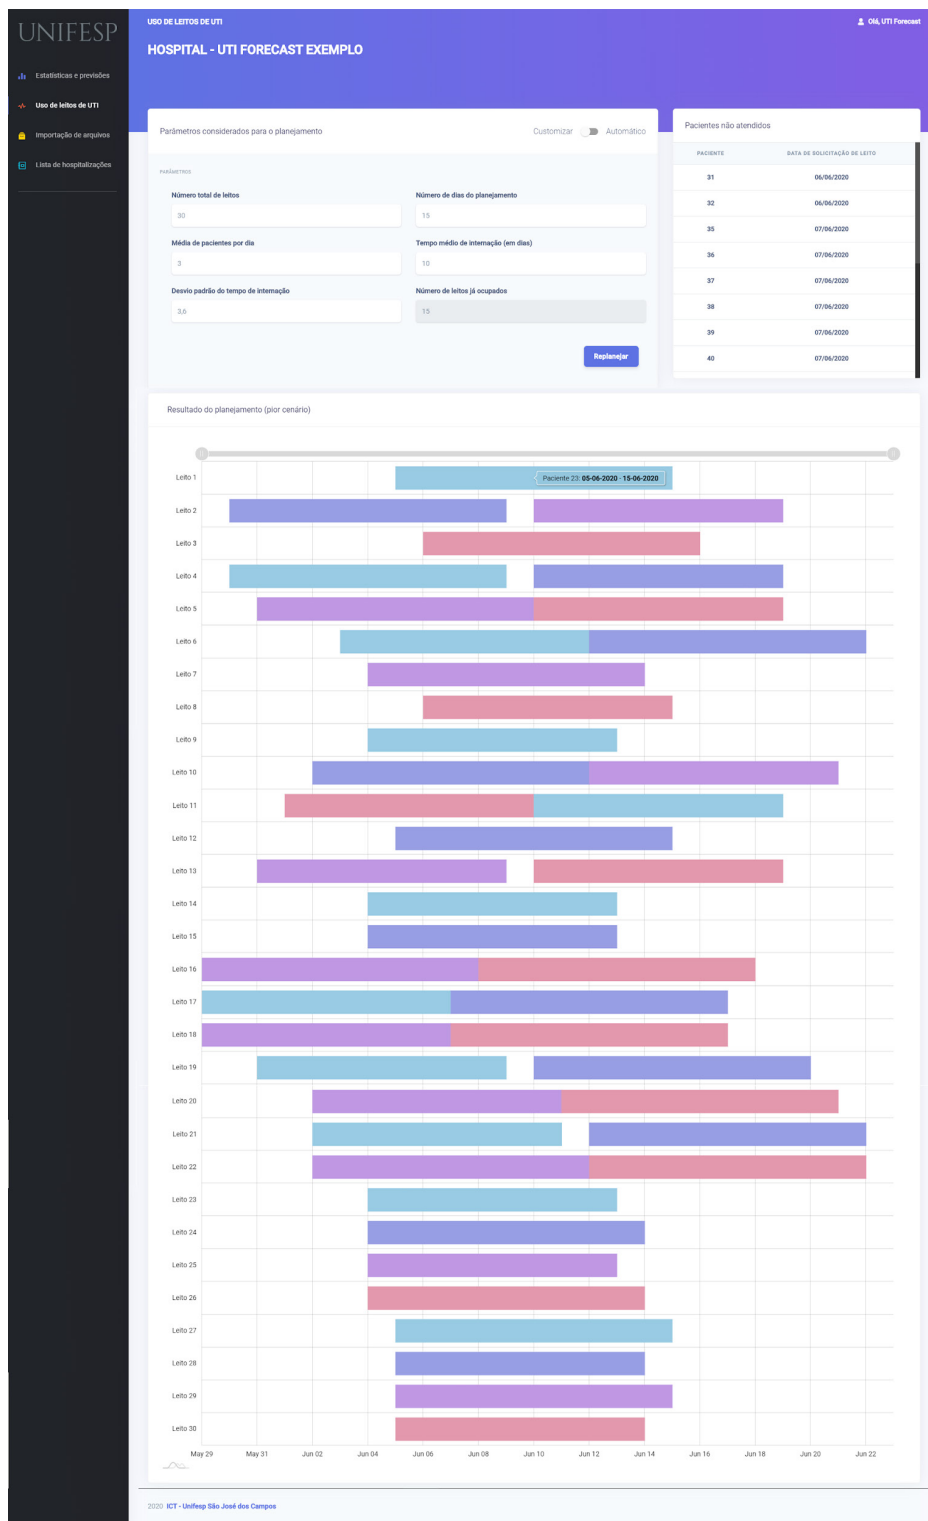 UNIFESP
Estatísticas e previsões
Uso de leitos de UTI
Importação de arquivos
Lista de hospitalizações
USO DE LEITOS DE UTI
Olá, UTI Forecast
HOSPITAL - UTI FORECAST EXEMPLO
Parâmetros considerados para o planejamento
Customizar
Automático
PARÂMETROS
Número total de leitos
Número de dias do planejamento
30
15
Média de pacientes por dia
Tempo médio de internação (em dias)
3
10
Desvio padrão do tempo de internação
Número de leitos já ocupados
3,6
15
Replanejar
Pacientes não atendidos
PACIENTE DATA DE SOLICITAÇÃO DE LEITO
31 06/06/2020
32 06/06/2020
35 07/06/2020
36 07/06/2020
37 07/06/2020
38 07/06/2020
39 07/06/2020
40 07/06/2020
Resultado do planejamento (pior cenário)
Leito 1
Paciente 23: 05-06-2020 - 15-06-2020
Leito 2
Leito 3
Leito 4
Leito 5
Leito 6
Leito 7
Leito 8
Leito 9
Leito 10
Leito 11
Leito 12
Leito 13
Leito 14
Leito 15
Leito 16
Leito 17
Leito 18
Leito 19
Leito 20
Leito 21
Leito 22
Leito 23
Leito 24
Leito 25
Leito 26
Leito 27
Leito 28
Leito 29
Leito 30
May 29 May 31 Jun 02 Jun 04 Jun 06 Jun 08 Jun 10 Jun 12 Jun 14 Jun 16 Jun 18 Jun 20 Jun 22
2020 ICT - Unifesp São José dos Campos